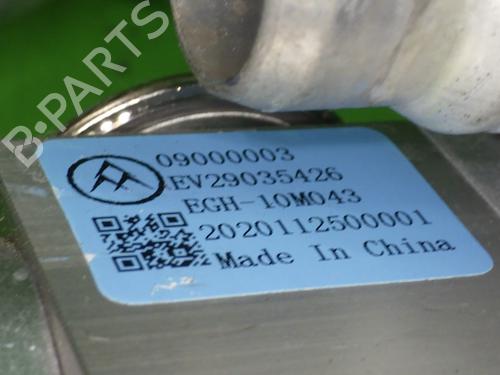 B-PARTS
09000003
EV29035426
EGH-10M043
2020112500001
Made In China